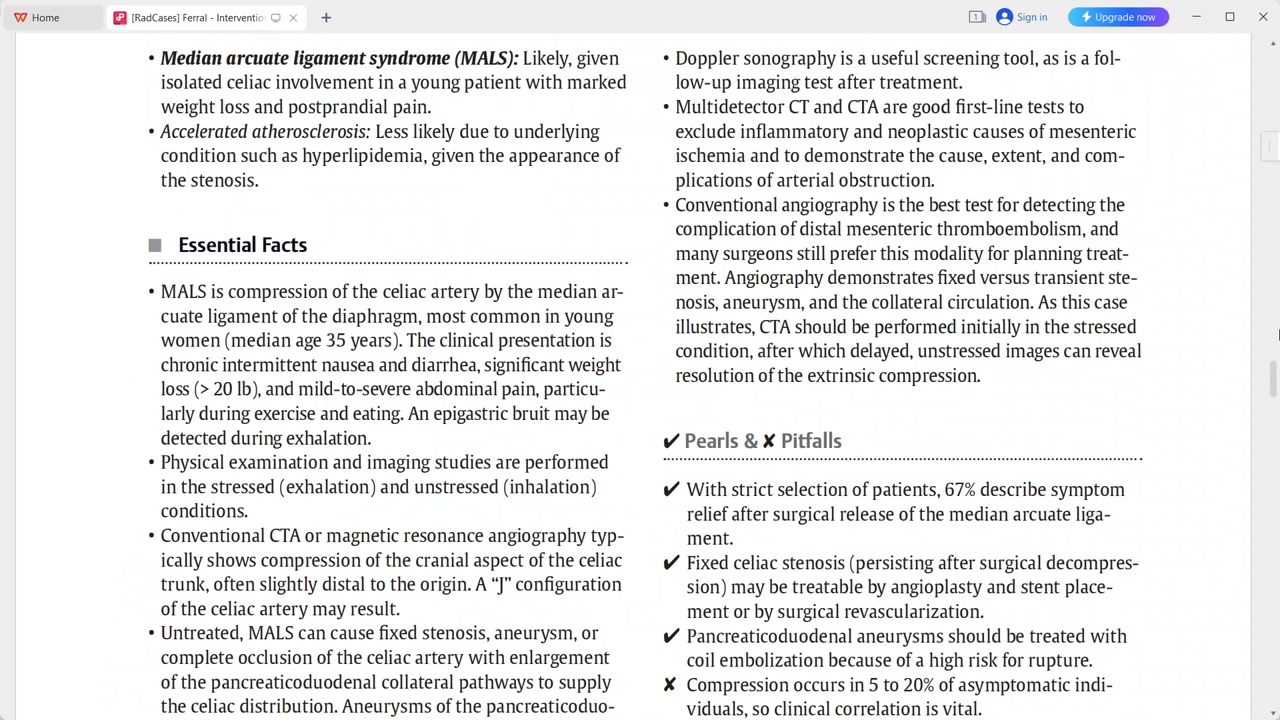 Home
[RadCases] Ferral - Interventio
Sign in
Upgrade now
• Median arcuate ligament syndrome (MALS): Likely, given
isolated celiac involvement in a young patient with marked
weight loss and postprandial pain.
• Accelerated atherosclerosis: Less likely due to underlying
condition such as hyperlipidemia, given the appearance of
the stenosis.
■ Essential Facts
• MALS is compression of the celiac artery by the median ar-
cuate ligament of the diaphragm, most common in young
women (median age 35 years). The clinical presentation is
chronic intermittent nausea and diarrhea, significant weight
loss (> 20 lb), and mild-to-severe abdominal pain, particu-
larly during exercise and eating. An epigastric bruit may be
detected during exhalation.
• Physical examination and imaging studies are performed
in the stressed (exhalation) and unstressed (inhalation)
conditions.
• Conventional CTA or magnetic resonance angiography typ-
ically shows compression of the cranial aspect of the celiac
trunk, often slightly distal to the origin. A “J” configuration
of the celiac artery may result.
• Untreated, MALS can cause fixed stenosis, aneurysm, or
complete occlusion of the celiac artery with enlargement
of the pancreaticoduodenal collateral pathways to supply
the celiac distribution. Aneurysms of the pancreaticoduo-
• Doppler sonography is a useful screening tool, as is a fol-
low-up imaging test after treatment.
• Multidetector CT and CTA are good first-line tests to
exclude inflammatory and neoplastic causes of mesenteric
ischemia and to demonstrate the cause, extent, and com-
plications of arterial obstruction.
• Conventional angiography is the best test for detecting the
complication of distal mesenteric thromboembolism, and
many surgeons still prefer this modality for planning treat-
ment. Angiography demonstrates fixed versus transient ste-
nosis, aneurysm, and the collateral circulation. As this case
illustrates, CTA should be performed initially in the stressed
condition, after which delayed, unstressed images can reveal
resolution of the extrinsic compression.
✔ Pearls & ✘ Pitfalls
✔ With strict selection of patients, 67% describe symptom
relief after surgical release of the median arcuate liga-
ment.
✔ Fixed celiac stenosis (persisting after surgical decompres-
sion) may be treatable by angioplasty and stent place-
ment or by surgical revascularization.
✔ Pancreaticoduodenal aneurysms should be treated with
coil embolization because of a high risk for rupture.
✘ Compression occurs in 5 to 20% of asymptomatic indi-
viduals, so clinical correlation is vital.